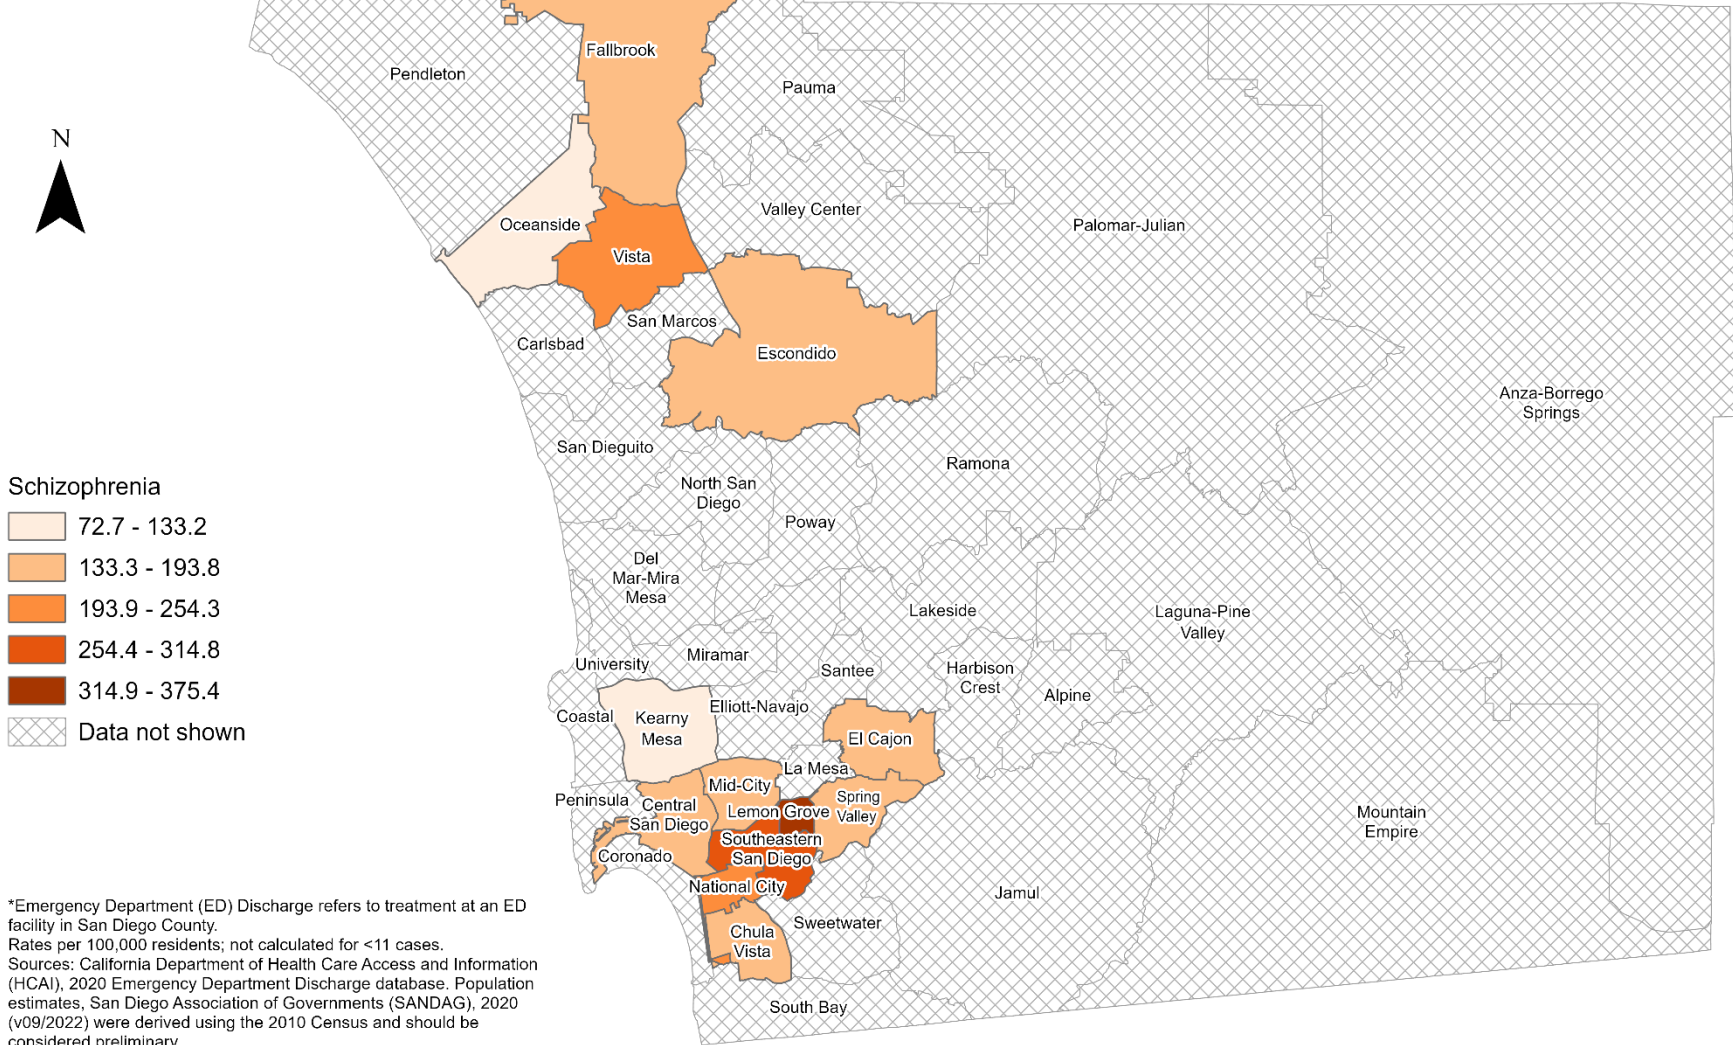 Fallbrook
Pendleton
Pauma
N
Valley Center
Oceanside
Palomar-Julian
Vista
San Marcos
Carlsbad
Escondido
Anza-Borrego
Springs
San Dieguito
Ramona
North San
Diego
Poway
Schizophrenia
72.7 - 133.2
133.3 - 193.8
193.9 - 254.3
254.4 - 314.8
314.9 - 375.4
Data not shown
Del
Mar-Mira
Mesa
Lakeside
Laguna-Pine
Valley
Miramar
University
Santee
Harbison
Crest
Alpine
Elliott-Navajo
Coastal
Kearny
Mesa
El Cajon
La Mesa
Mid-City
Peninsula
Central
San Diego
Spring
Valley
Lemon Grove
Mountain
Empire
Southeastern
San Diego
Coronado
National City
Jamul
Sweetwater
Chula
Vista
South Bay
*Emergency Department (ED) Discharge refers to treatment at an ED
facility in San Diego County.
Rates per 100,000 residents; not calculated for <11 cases.
Sources: California Department of Health Care Access and Information
(HCAI), 2020 Emergency Department Discharge database. Population
estimates, San Diego Association of Governments (SANDAG), 2020
(v09/2022) were derived using the 2010 Census and should be
considered preliminary.